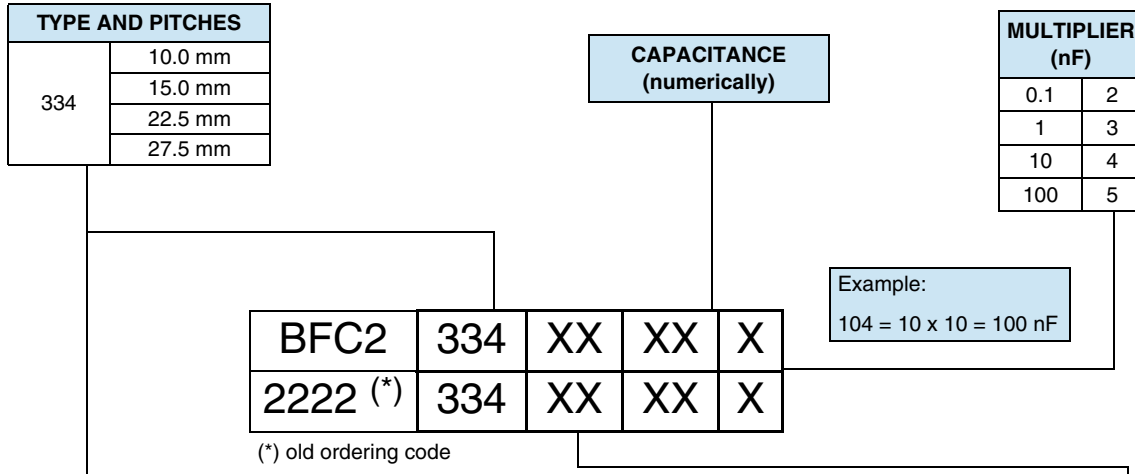 TYPE AND PITCHES
334
10.0 mm
15.0 mm
22.5 mm
27.5 mm
CAPACITANCE
(numerically)
MULTIPLIER
(nF)
0.1 2
1 3
10 4
100 5
Example:
104 = 10 x 10 = 100 nF
BFC2 334 XX XX X
2222 (*) 334 XX XX X
(*) old ordering code